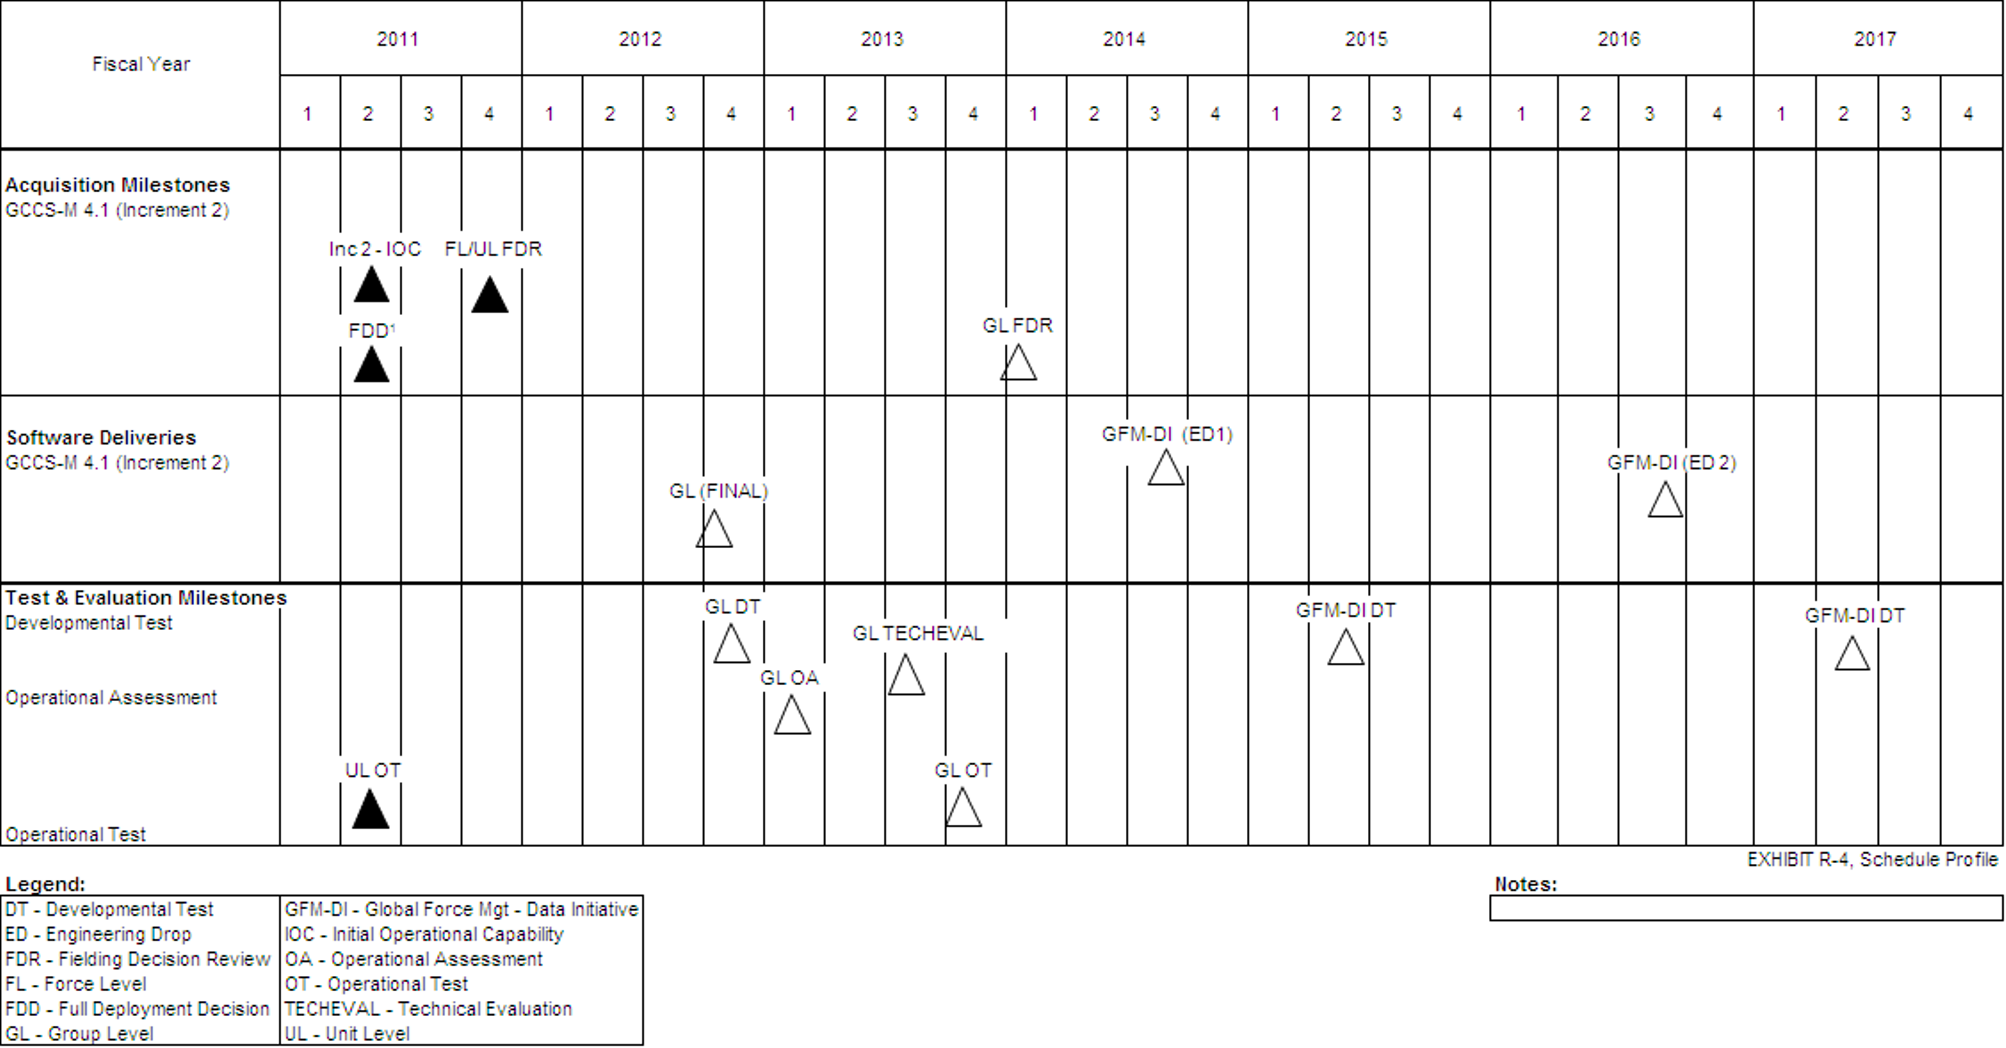 Fiscal Year
2011 2012 2013 2014 2015 2016 2017
1 2 3 4 1 2 3 4 1 2 3 4 1 2 3 4 1 2 3 4 1 2 3 4 1 2 3 4
Acquisition Milestones
GCCS-M 4.1 (Increment 2)
Inc 2 - IOC FL/UL FDR
FDD¹
GL FDR
Software Deliveries
GCCS-M 4.1 (Increment 2)
GFM-DI (ED1)
GFM-DI (ED 2)
GL (FINAL)
Test & Evaluation Milestones
Developmental Test
GL DT
GL TECHEVAL
GFM-DI DT
GFM-DI DT
GL OA
Operational Assessment
UL OT
GL OT
Operational Test
EXHIBIT R-4, Schedule Profile
Legend:
Notes:
DT - Developmental Test GFM-DI - Global Force Mgt - Data Initiative
ED - Engineering Drop IOC - Initial Operational Capability
FDR - Fielding Decision Review OA - Operational Assessment
FL - Force Level OT - Operational Test
FDD - Full Deployment Decision TECHEVAL - Technical Evaluation
GL - Group Level UL - Unit Level